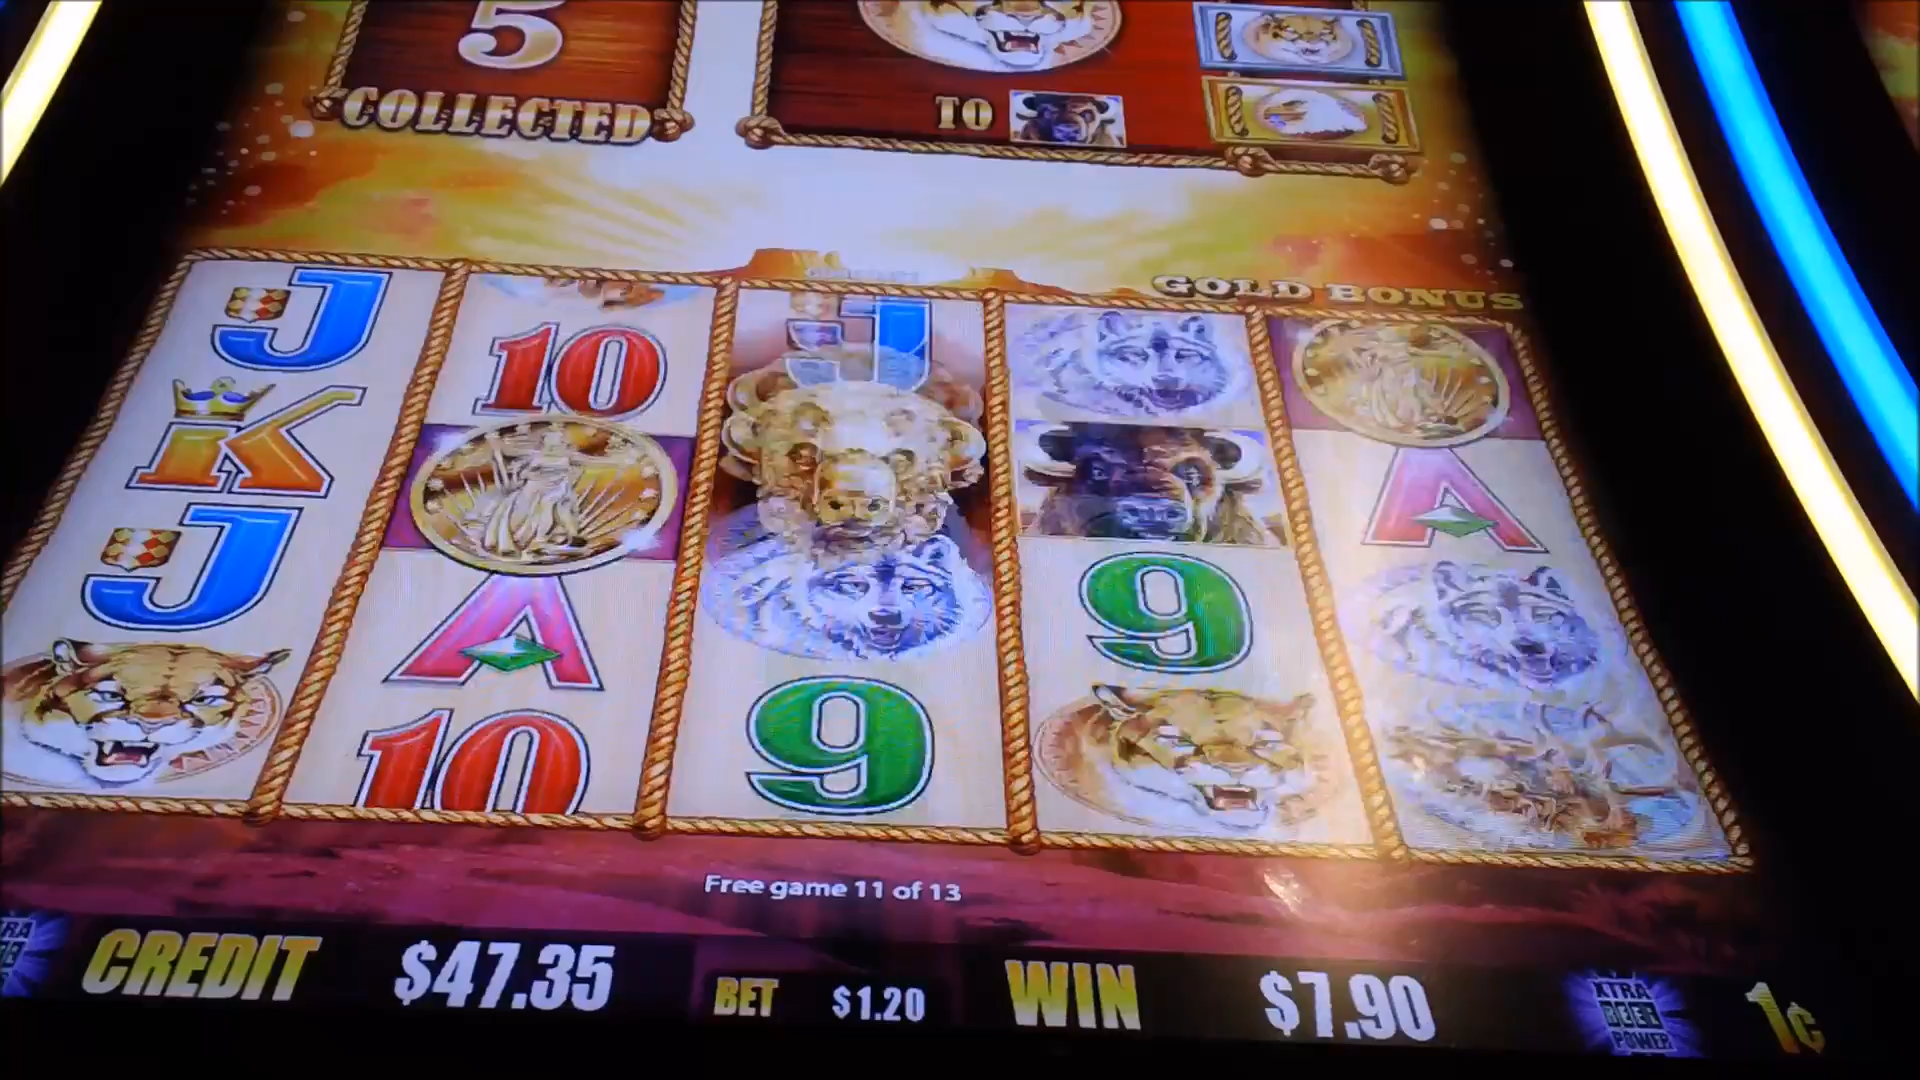 5
COLLECTED
TO
GOLD BONUS
J
10
J
K
A
J
A
9
10
9
Free game 11 of 13
CREDIT $47.35
BET $1.20
WIN $7.90
XTRA
REEL
POWER
1¢